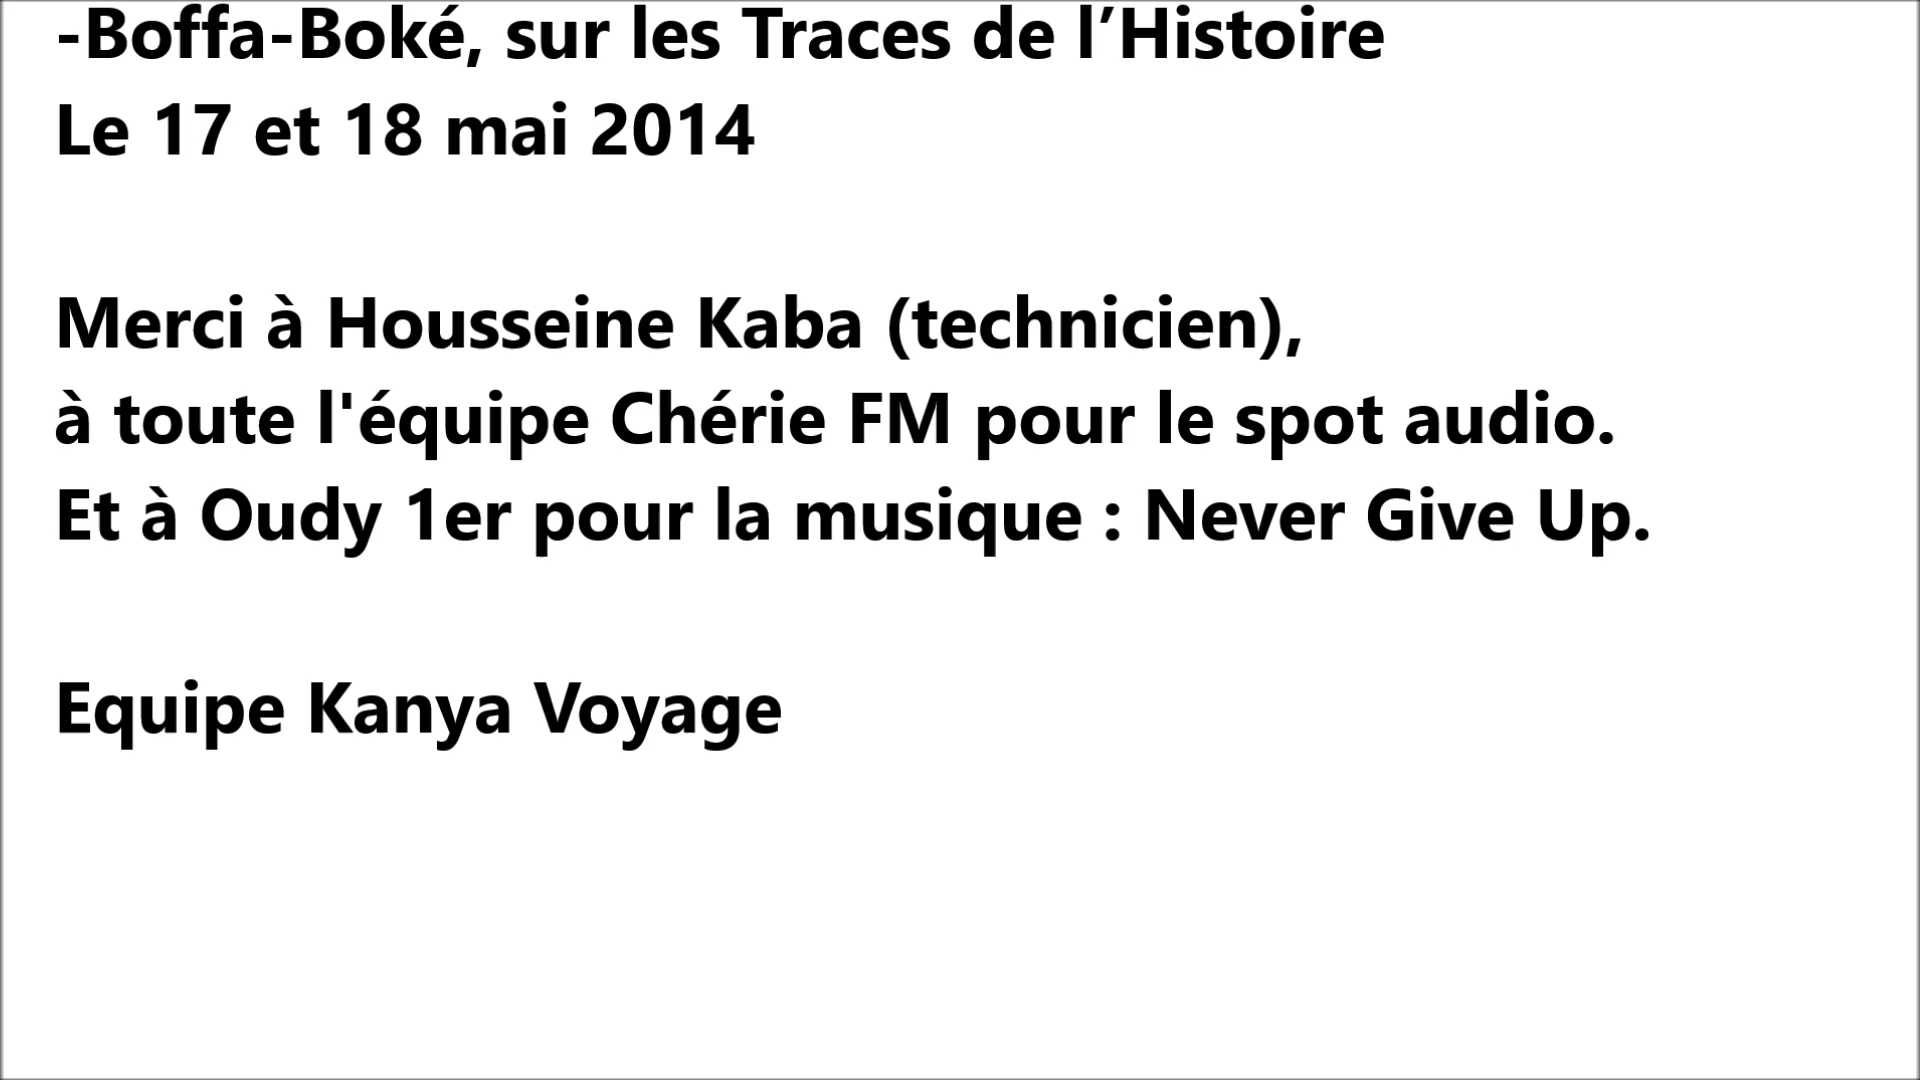 -Boffa-Boké, sur les Traces de l’Histoire
Le 17 et 18 mai 2014
Merci à Housseine Kaba (technicien),
à toute l'équipe Chérie FM pour le spot audio.
Et à Oudy 1er pour la musique : Never Give Up.
Equipe Kanya Voyage